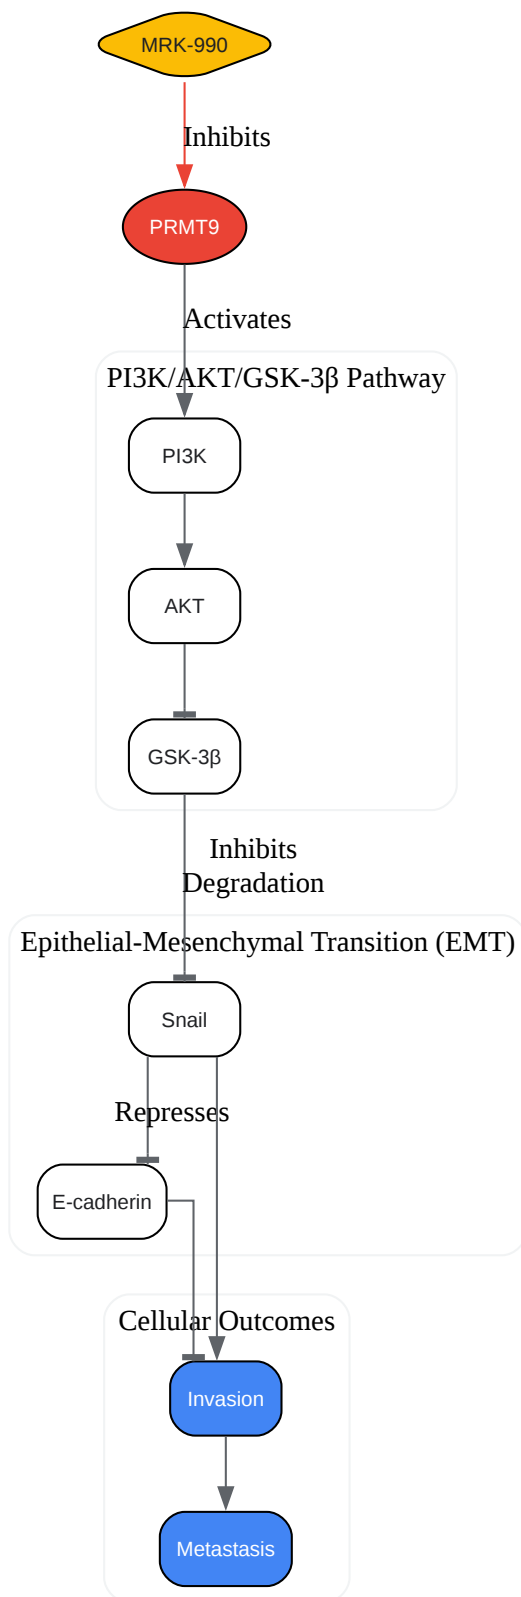 MRK-990
Inhibits
PRMT9
Activates
PI3K/AKT/GSK-3β Pathway
PI3K
AKT
GSK-3β
Inhibits
Degradation
Epithelial-Mesenchymal Transition (EMT)
Snail
Represses
E-cadherin
Cellular Outcomes
Invasion
Metastasis